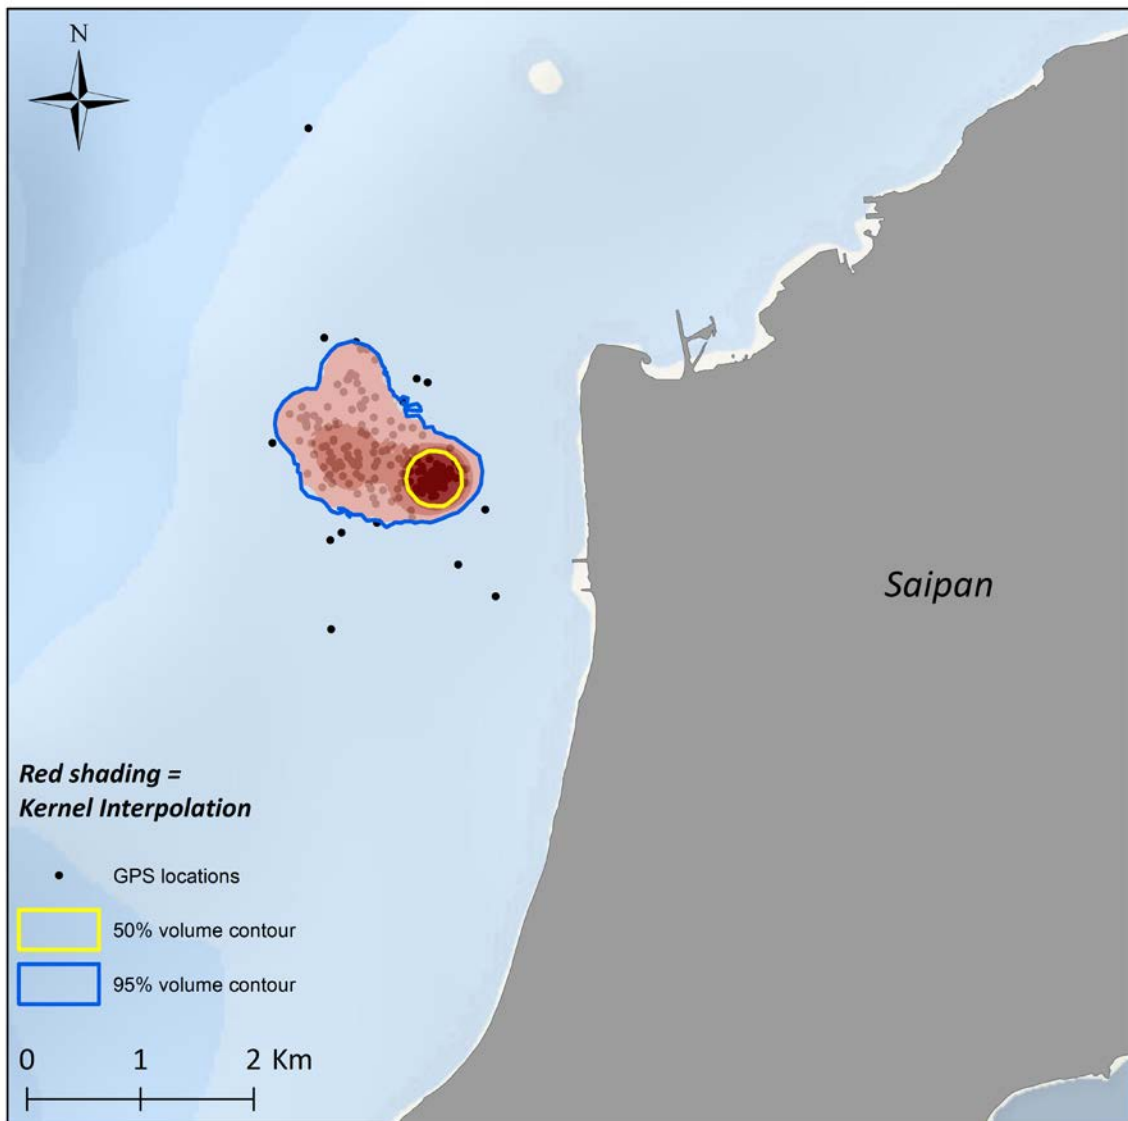 N
Saipan
Red shading =
Kernel Interpolation
GPS locations
50% volume contour
95% volume contour
0 1 2 Km